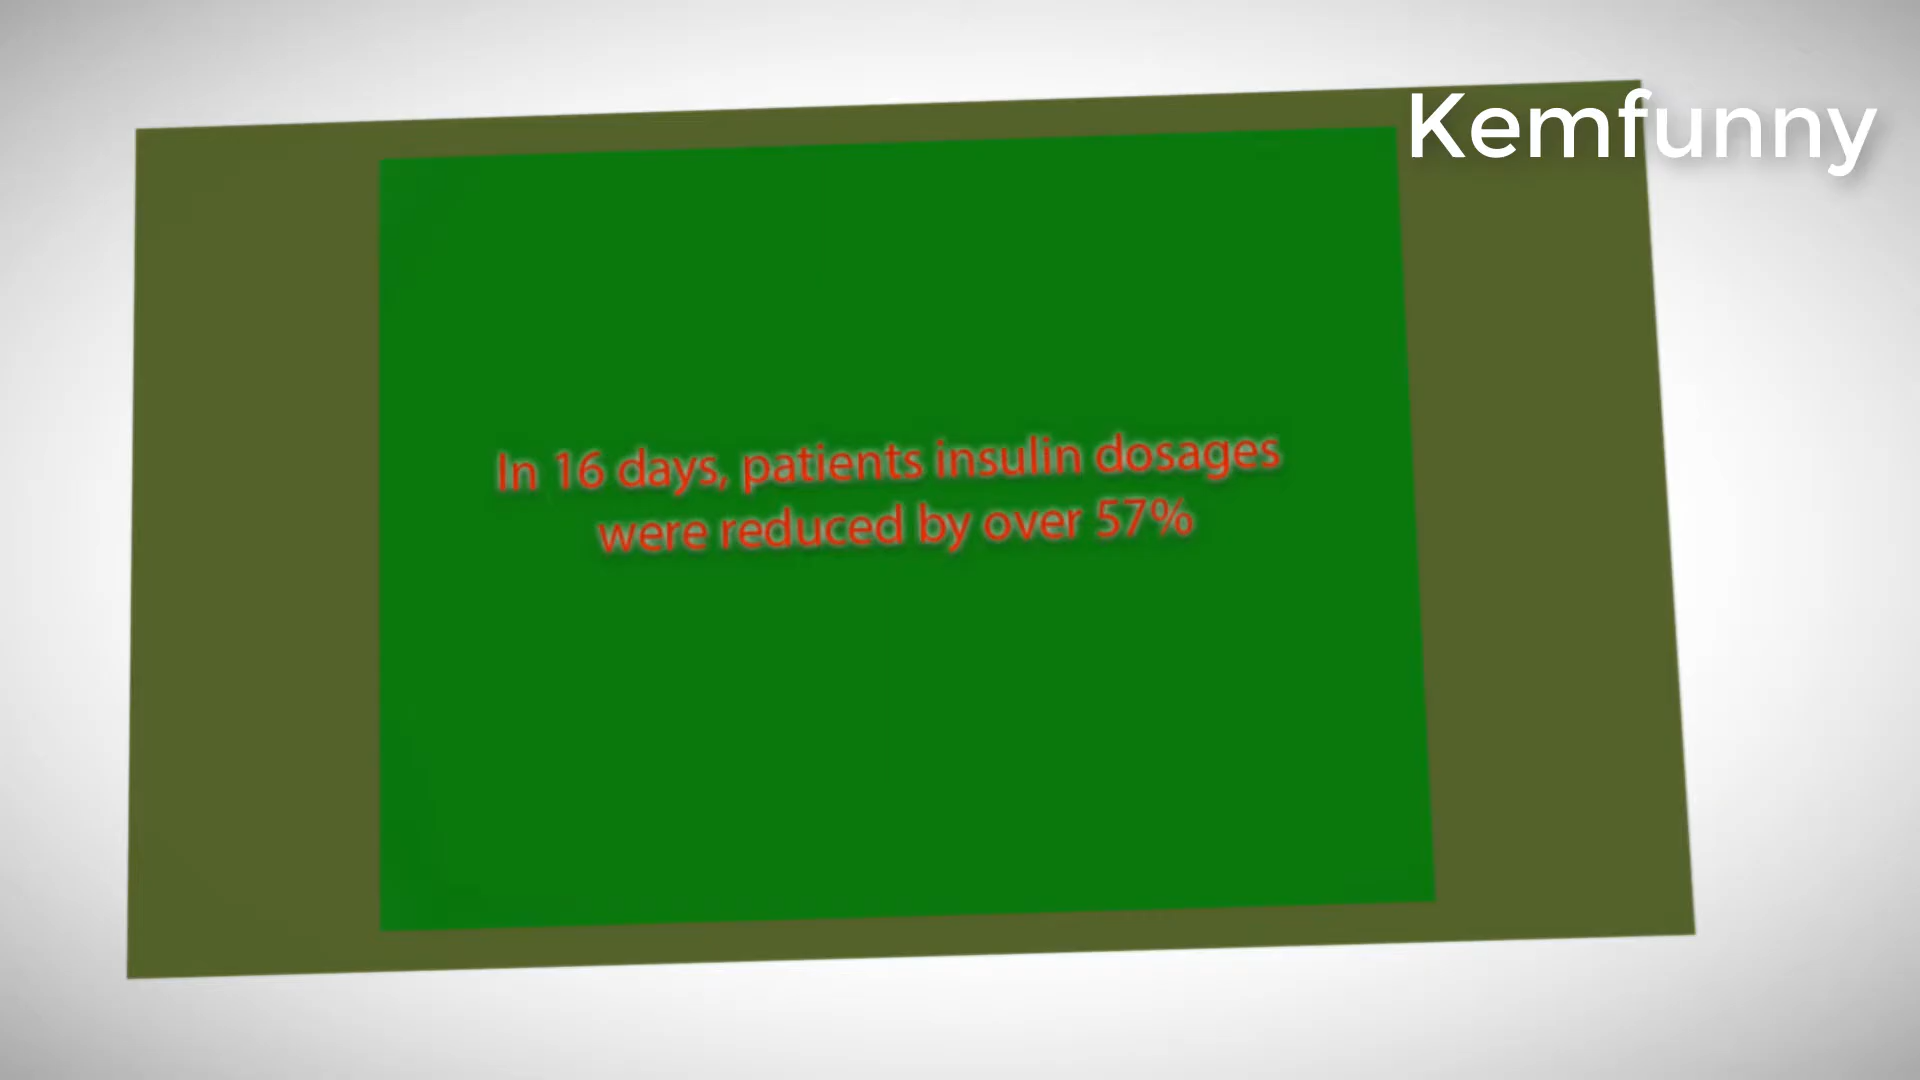 Kemfunny
In 16 days, patients insulin dosages
were reduced by over 57%